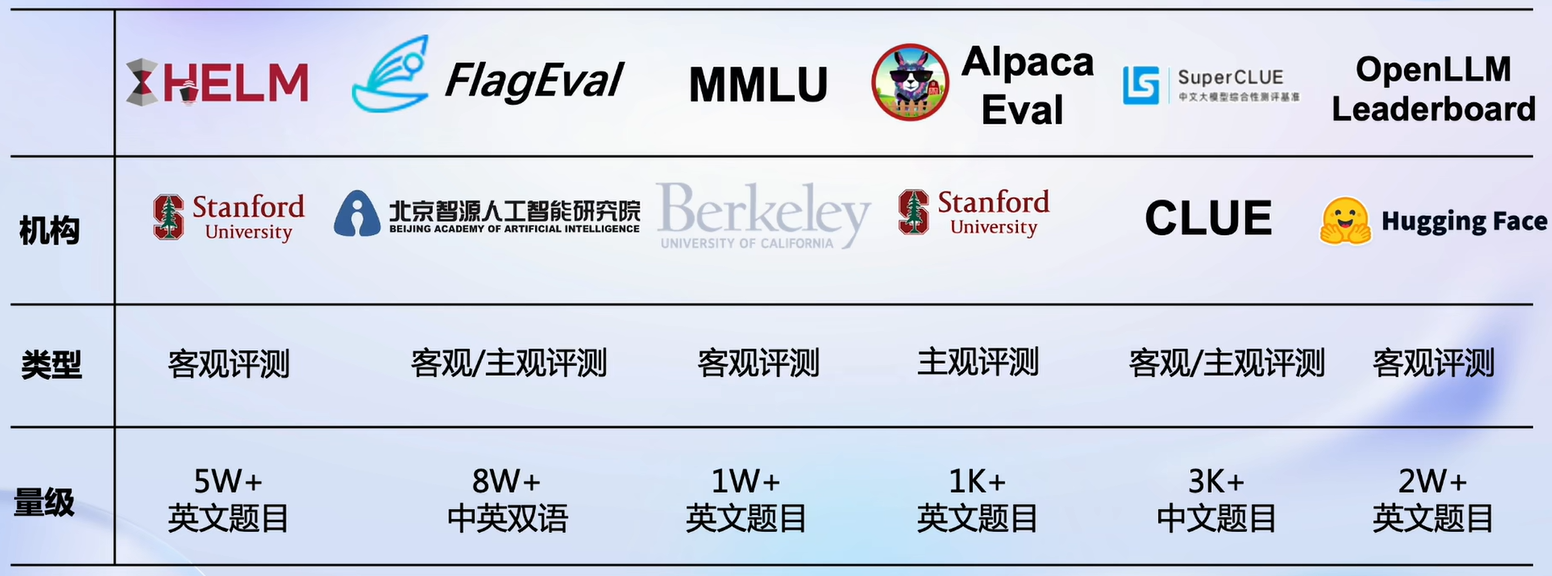 HELM
FlagEval
MMLU
Alpaca
Eval
SuperCLUE
中文大模型综合性测评基准
OpenLLM
Leaderboard
机构
Stanford
University
北京智源人工智能研究院
BEIJING ACADEMY OF ARTIFICIAL INTELLIGENCE
Berkeley
UNIVERSITY OF CALIFORNIA
Stanford
University
CLUE
Hugging Face
类型
客观评测
客观/主观评测
客观评测
主观评测
客观/主观评测
客观评测
量级
5W+
英文题目
8W+
中英双语
1W+
英文题目
1K+
英文题目
3K+
中文题目
2W+
英文题目